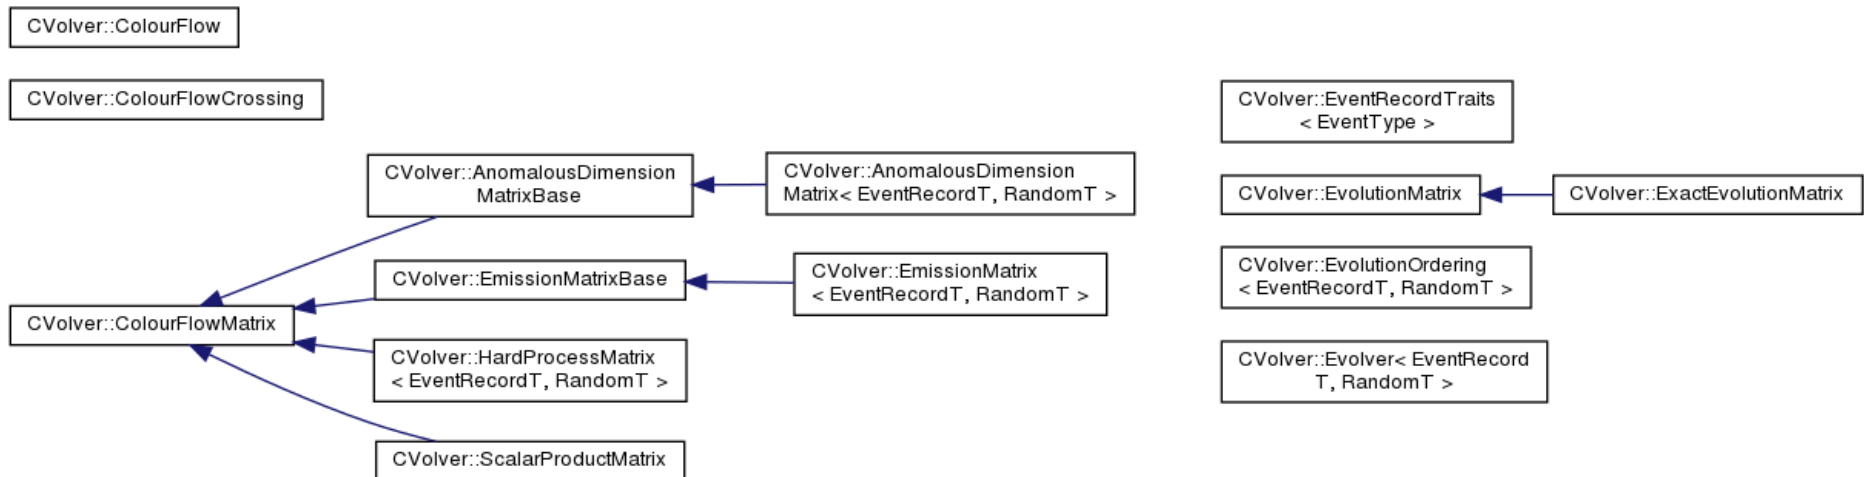 CVolver::ColourFlow
CVolver::ColourFlowCrossing
CVolver::AnomalousDimension
MatrixBase
CVolver::AnomalousDimension
Matrix< EventRecordT, RandomT >
CVolver::EmissionMatrixBase
CVolver::EmissionMatrix
< EventRecordT, RandomT >
CVolver::ColourFlowMatrix
CVolver::HardProcessMatrix
< EventRecordT, RandomT >
CVolver::ScalarProductMatrix
CVolver::EventRecordTraits
< EventType >
CVolver::EvolutionMatrix
CVolver::ExactEvolutionMatrix
CVolver::EvolutionOrdering
< EventRecordT, RandomT >
CVolver::Evolver< EventRecord
T, RandomT >